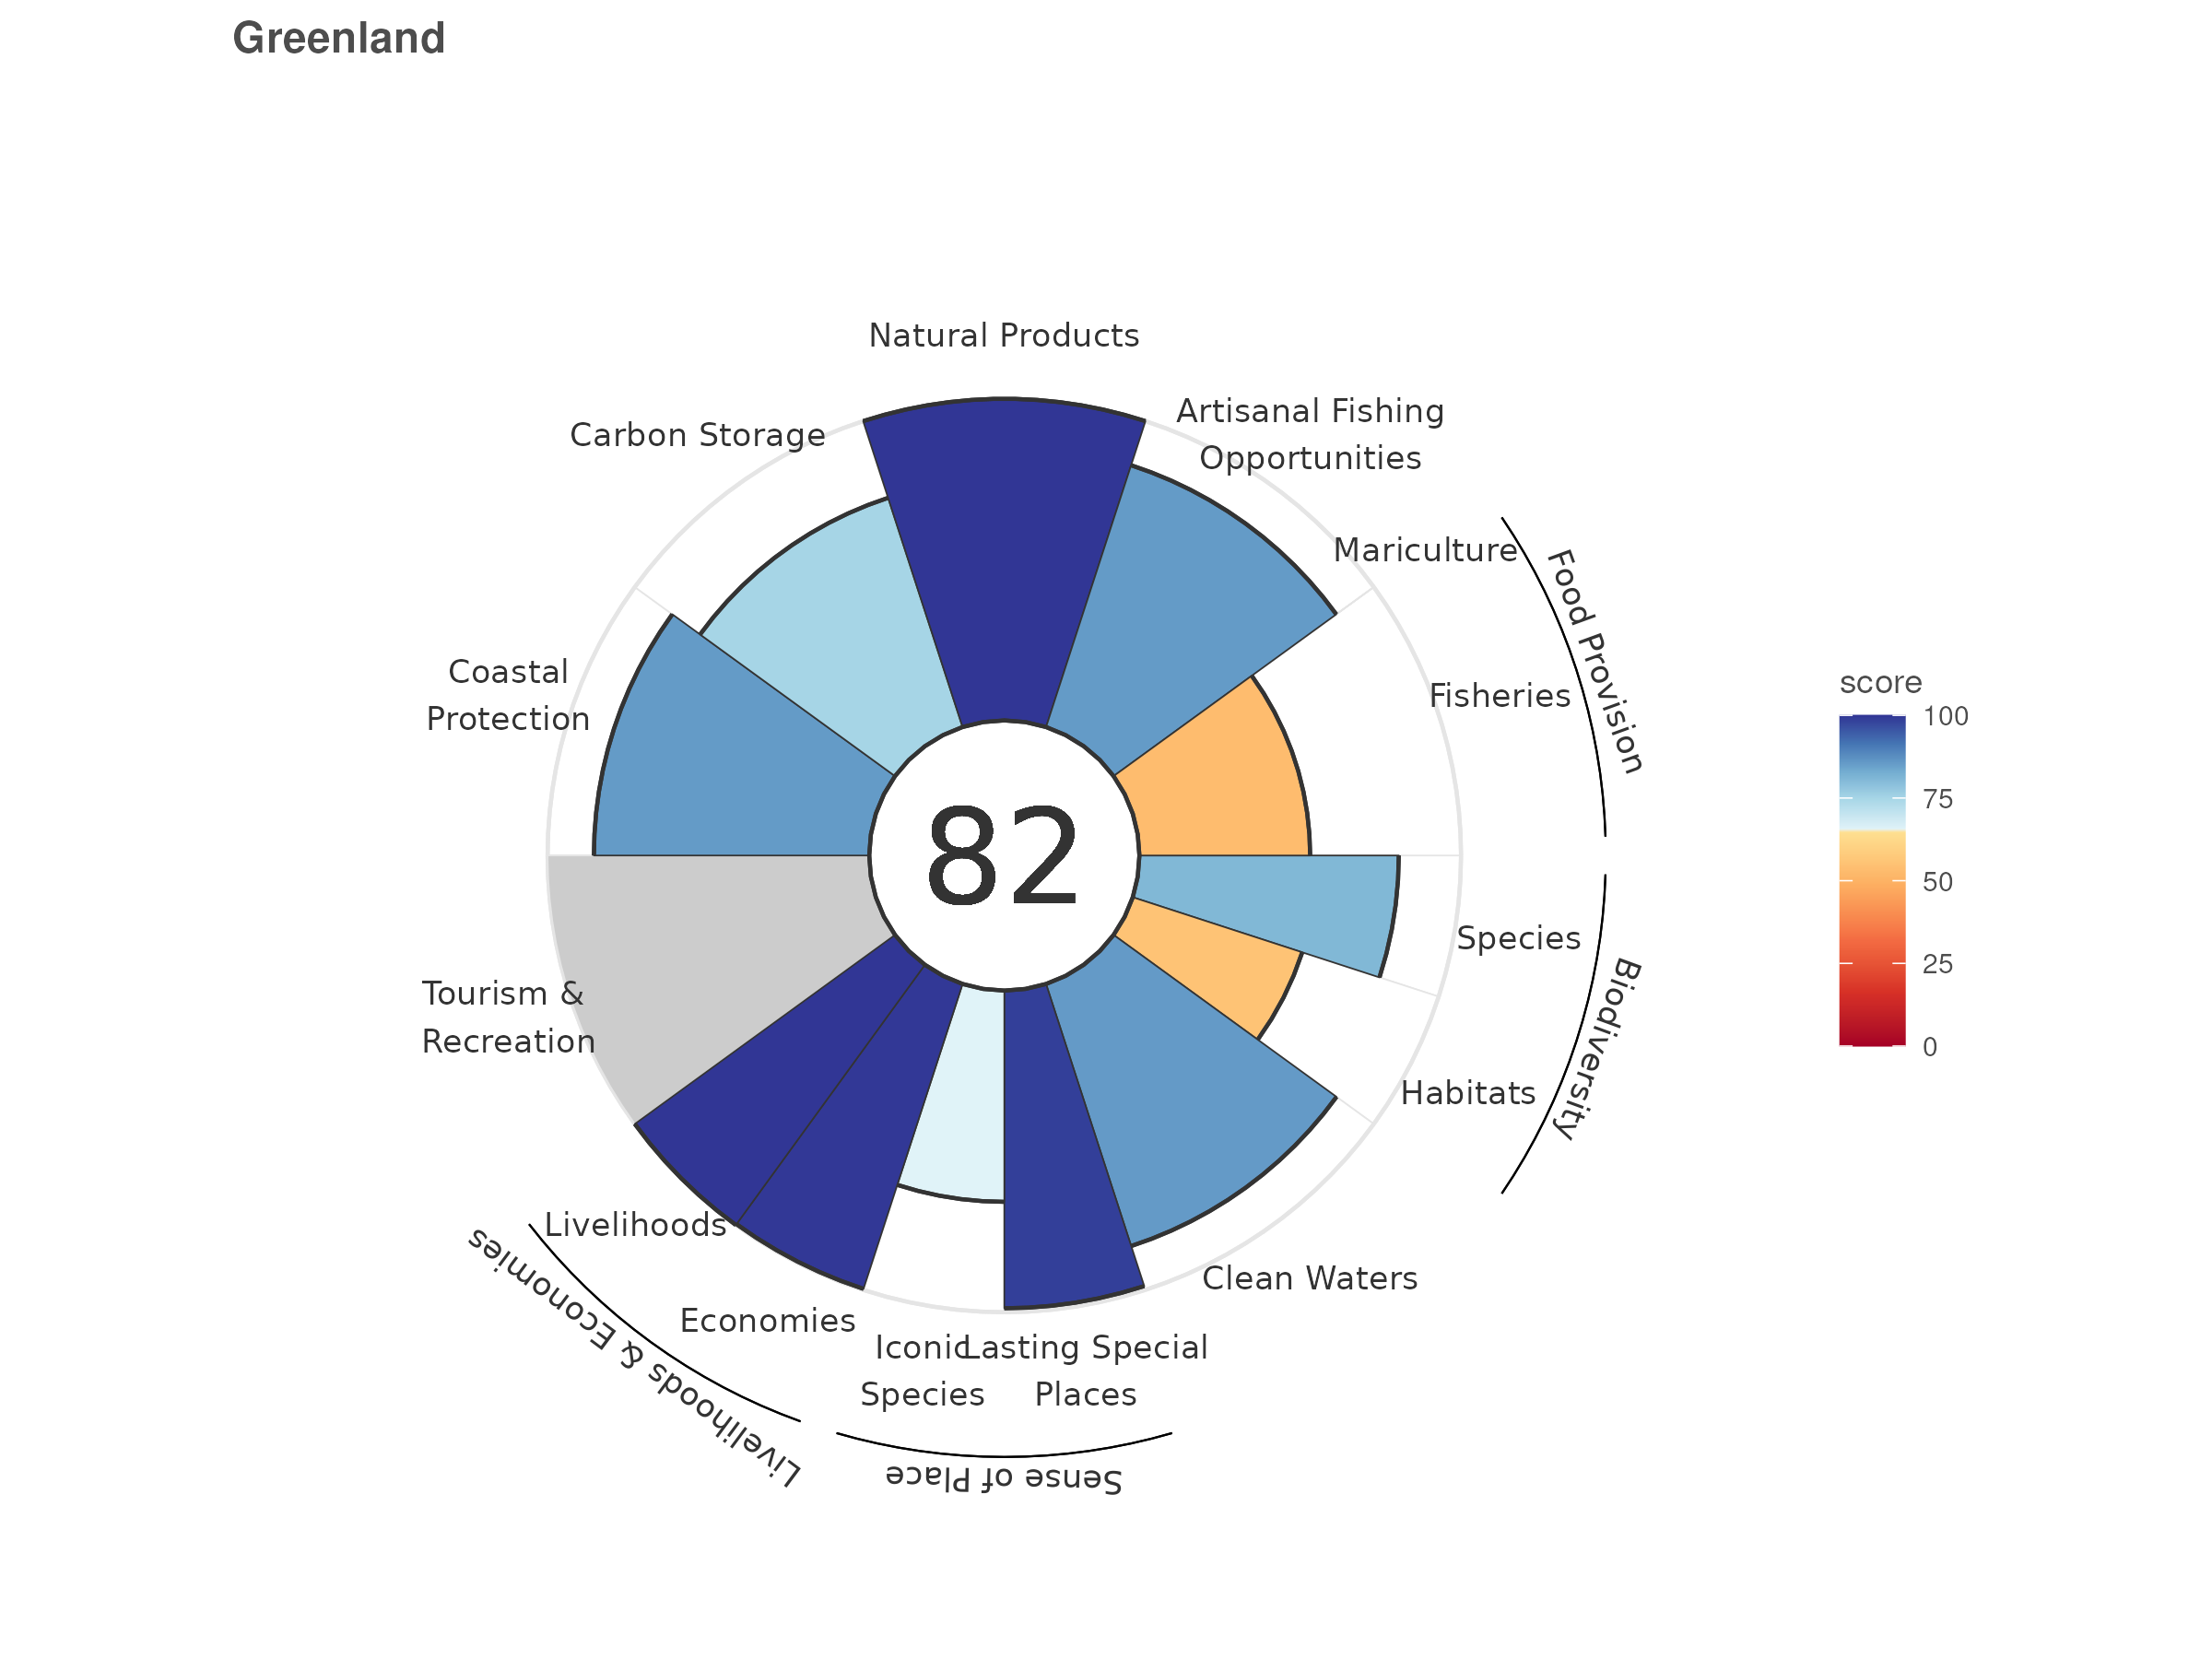 Greenland
Natural Products
Artisanal Fishing
Opportunities
Carbon Storage
Mariculture
Food Provision
Fisheries
Coastal
Protection
score
100
75
50
25
0
82
Species
Biodiversity
Habitats
Tourism &
Recreation
Livelihoods
Livelihoods & Economies
Economies
Clean Waters
Iconic
Species
Lasting Special
Places
Sense of Place